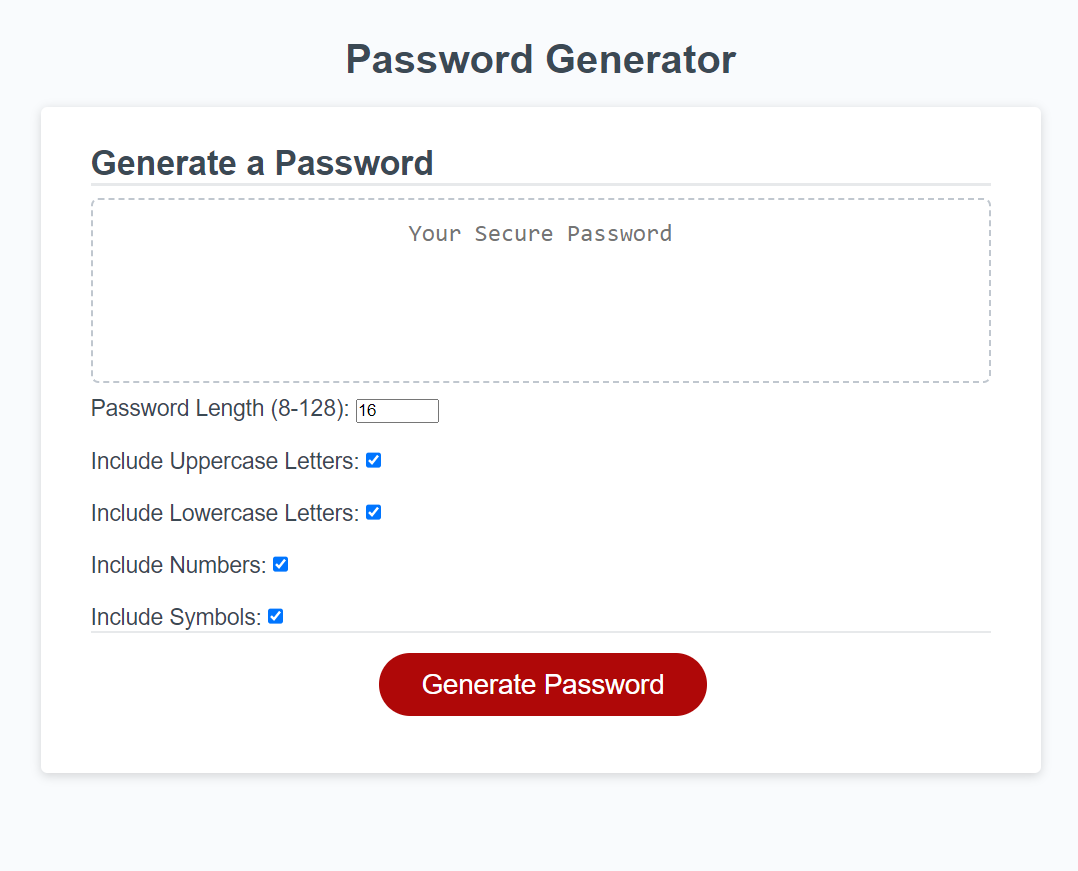 Password Generator
Generate a Password
Your Secure Password
Password Length (8-128): 16
Include Uppercase Letters:
Include Lowercase Letters:
Include Numbers:
Include Symbols:
Generate Password